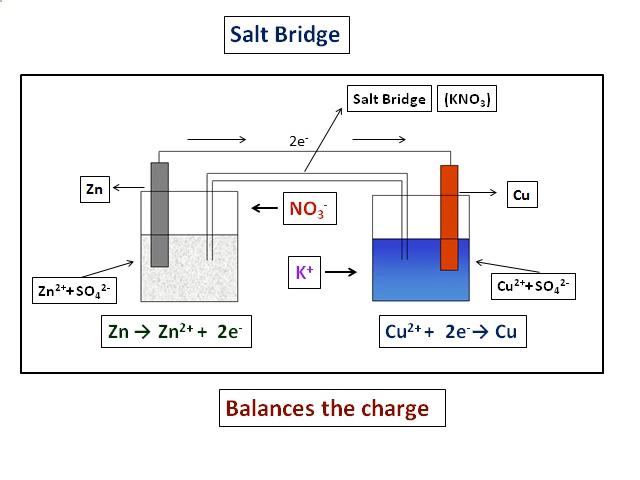 Salt Bridge
Salt Bridge (KNO₃)
2e⁻
Zn
Cu
NO₃⁻
K⁺
Zn²⁺+SO₄²⁻
Cu²⁺+SO₄²⁻
Zn → Zn²⁺ + 2e⁻
Cu²⁺ + 2e⁻→ Cu
Balances the charge